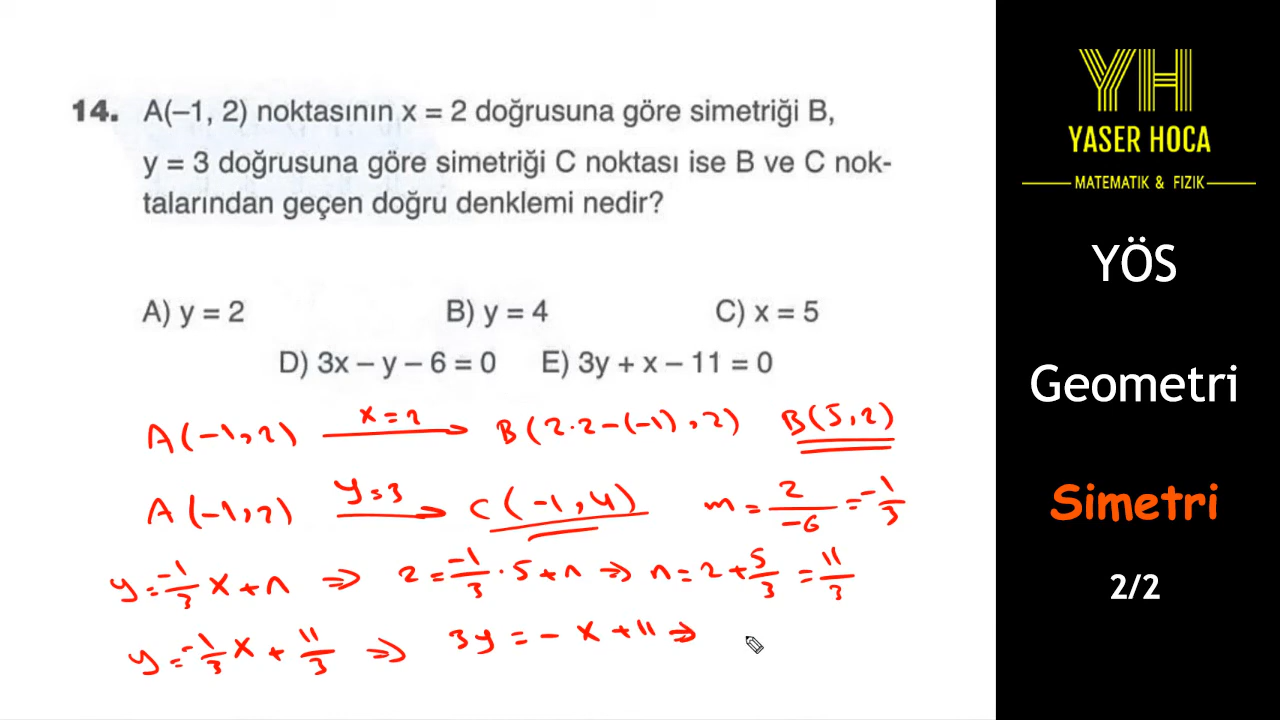 14. A(–1, 2) noktasının x = 2 doğrusuna göre simetriği B,
y = 3 doğrusuna göre simetriği C noktası ise B ve C nok-
talarından geçen doğru denklemi nedir?
A) y = 2 B) y = 4 C) x = 5
D) 3x – y – 6 = 0 E) 3y + x – 11 = 0
A(-1,2) x=2 → B(2·2-(-1),2) B(5,2)
A(-1,2) y=3 → C(-1,4) m = 2/-6 = -1/3
y = -1/3 x + n ⇒ 2 = -1/3 · 5 + n ⇒ n = 2 + 5/3 = 11/3
y = -1/3 x + 11/3 ⇒ 3y = - x + 11 ⇒
YH
YASER HOCA
MATEMATIK & FIZIK
YÖS
Geometri
Simetri
2/2